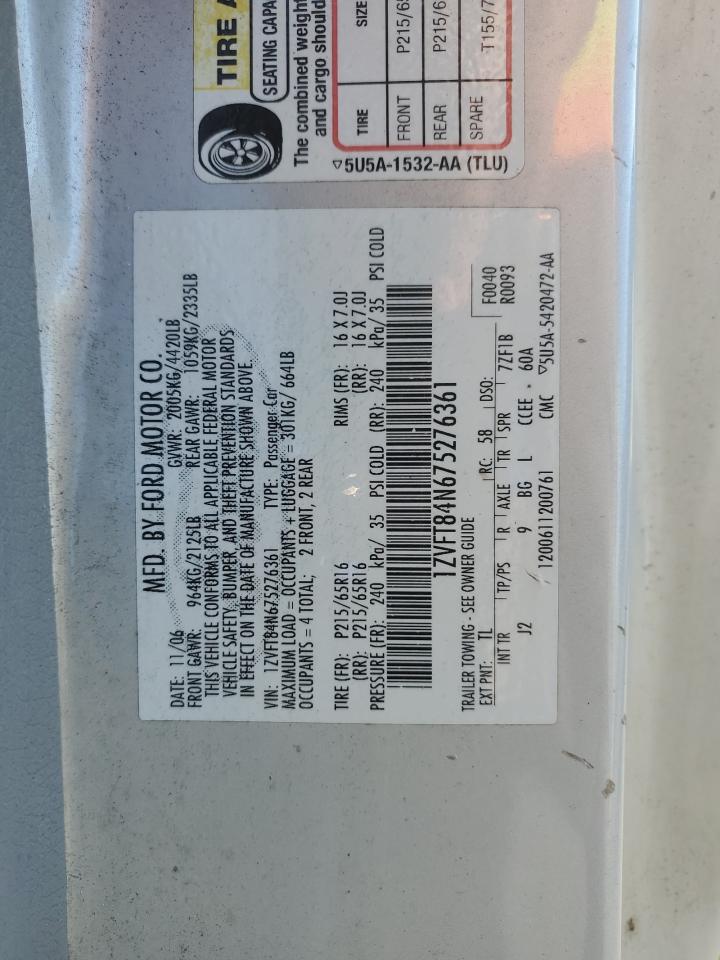 TIRE A
SEATING CAPA
The combined weight
and cargo should
TIRE SIZE
FRONT P215/65
REAR P215/6
SPARE T155/7
▽5U5A-1532-AA (TLU)
MFD. BY FORD MOTOR CO.
DATE: 11/06 GVWR: 2005KG/4420LB
FRONT GAWR: 964KG/2125LB REAR GAWR: 1059KG/2335LB
THIS VEHICLE CONFORMS TO ALL APPLICABLE FEDERAL MOTOR
VEHICLE SAFETY, BUMPER, AND THEFT PREVENTION STANDARDS
IN EFFECT ON THE DATE OF MANUFACTURE SHOWN ABOVE.
VIN: 1ZVFT84N675276361 TYPE: Passenger Car
MAXIMUM LOAD = OCCUPANTS + LUGGAGE = 301KG/ 664LB
OCCUPANTS = 4 TOTAL; 2 FRONT, 2 REAR
TIRE (FR): P215/65R16 RIMS (FR): 16 X 7.0J
(RR): P215/65R16 (RR): 16 X 7.0J
PRESSURE (FR): 240 kPa/ 35 PSI COLD (RR): 240 kPa/ 35 PSI COLD
1ZVFT84N675276361
TRAILER TOWING - SEE OWNER GUIDE
EXT PNT: TL RC: 58 DSO: F0040
INT TR TP/PS R AXLE TR SPR 7ZF1B R0093
J2 9 BG L CCEE • 60A
1200611200761 CMC ▽5U5A-5420472-AA